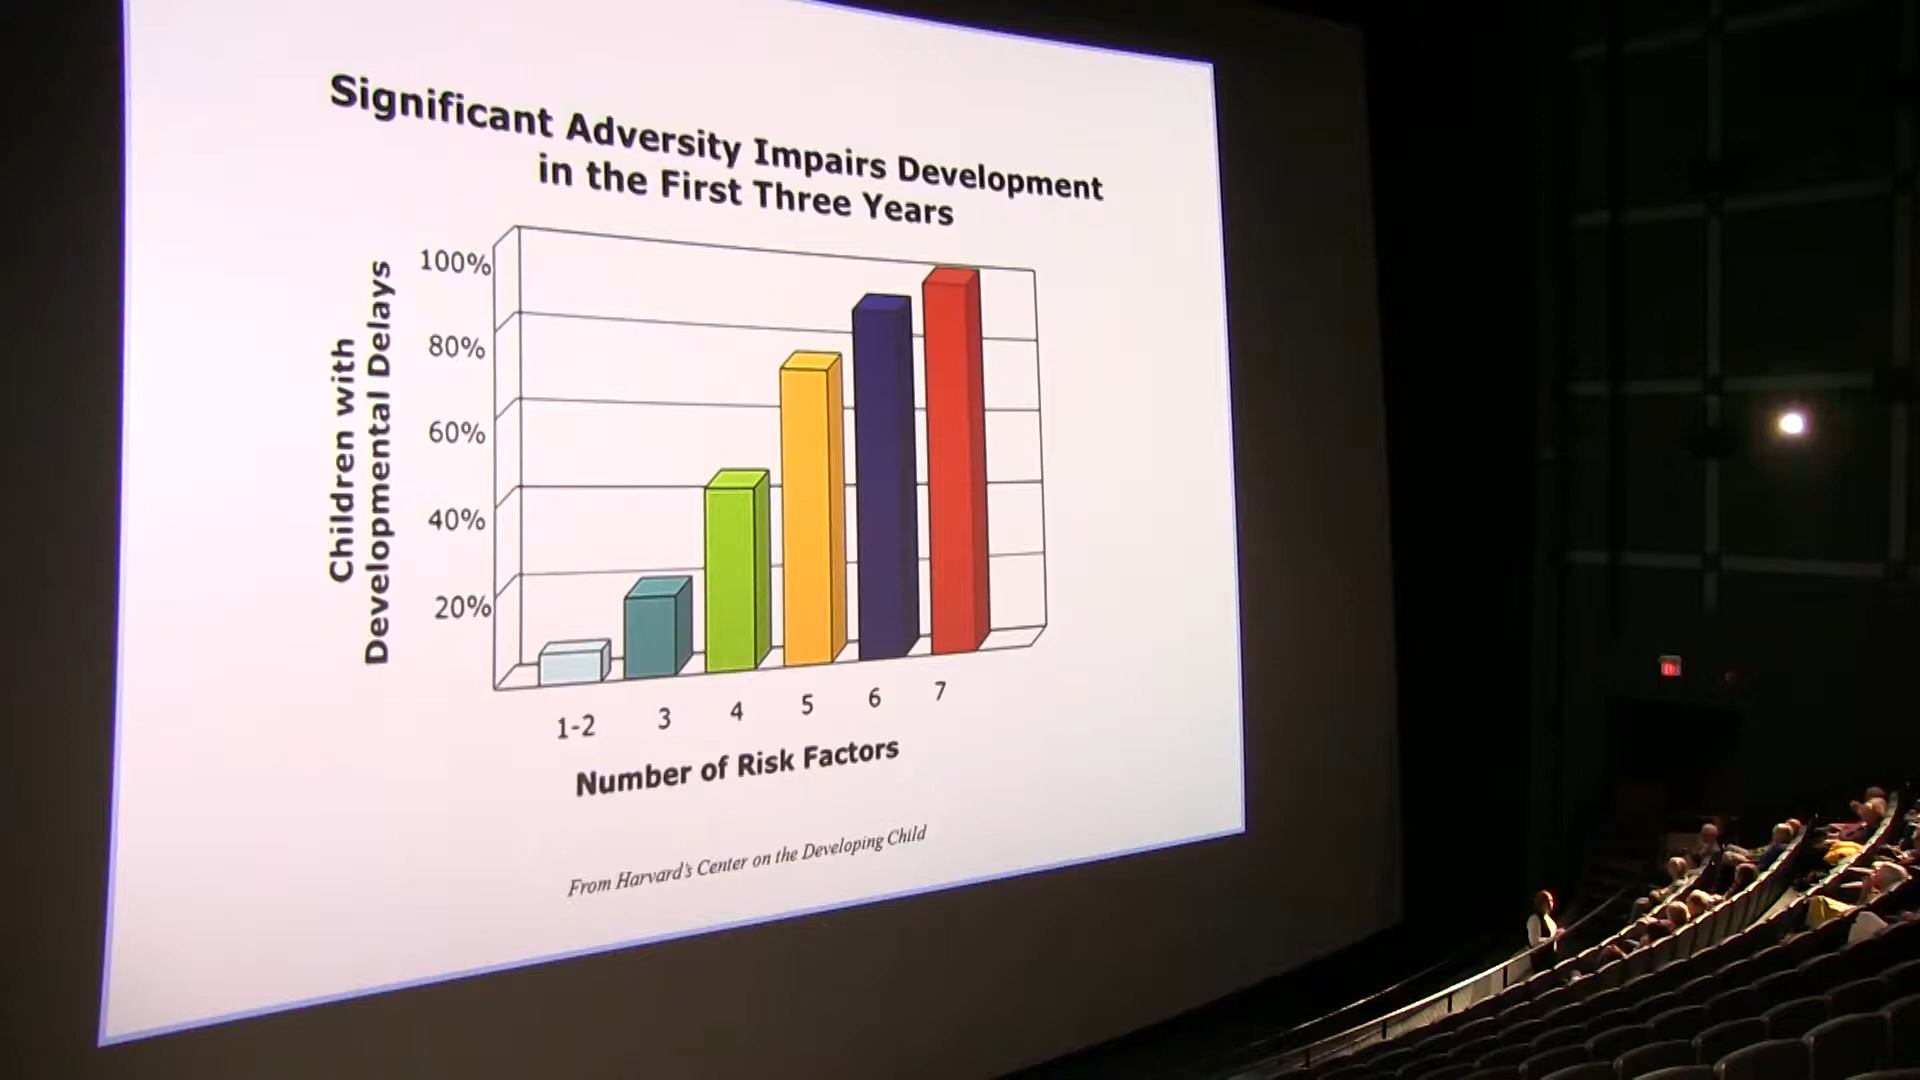 Significant Adversity Impairs Development
in the First Three Years
Children with
Developmental Delays
100%
80%
60%
40%
20%
1-2
3
4
5
6
7
Number of Risk Factors
From Harvard's Center on the Developing Child